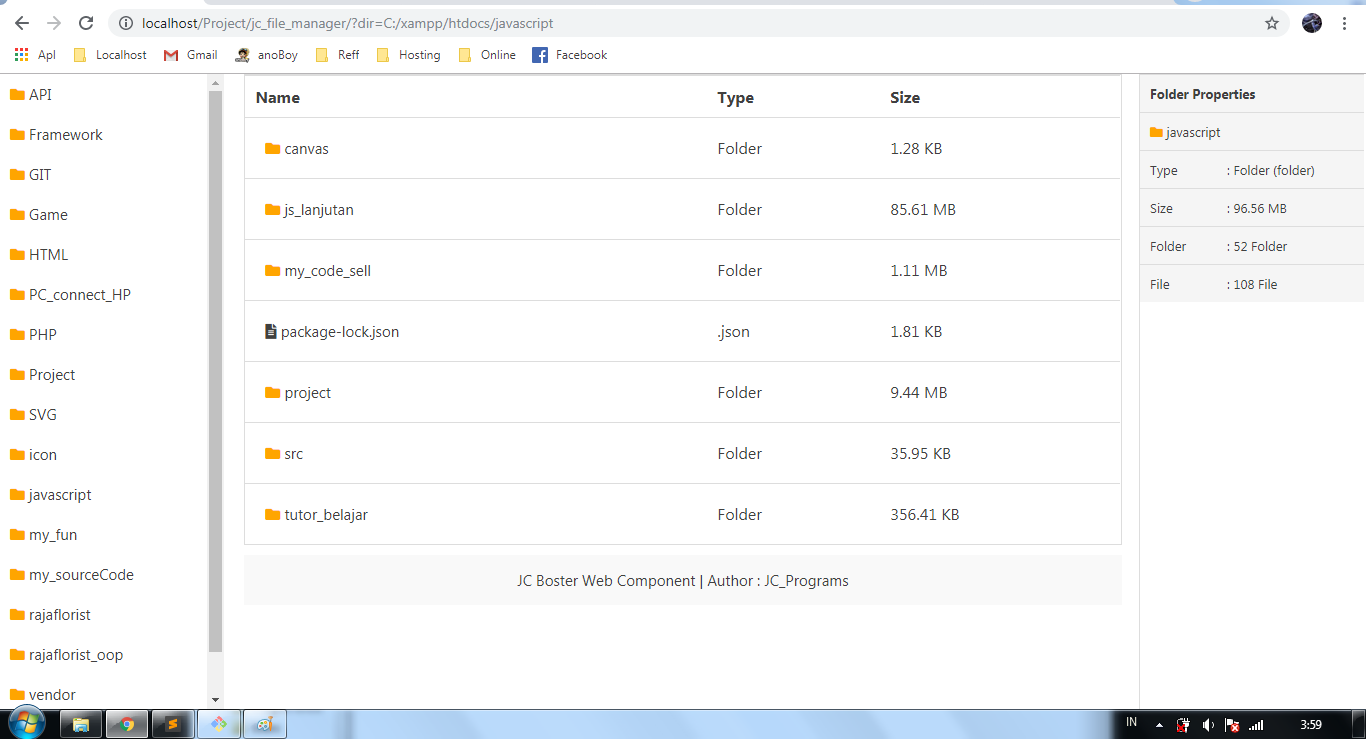 localhost/Project/jc_file_manager/?dir=C:/xampp/htdocs/javascript
Apl Localhost Gmail anoBoy Reff Hosting Online Facebook
API
Framework
GIT
Game
HTML
PC_connect_HP
PHP
Project
SVG
icon
javascript
my_fun
my_sourceCode
rajaflorist
rajaflorist_oop
vendor
Name Type Size
canvas Folder 1.28 KB
js_lanjutan Folder 85.61 MB
my_code_sell Folder 1.11 MB
package-lock.json .json 1.81 KB
project Folder 9.44 MB
src Folder 35.95 KB
tutor_belajar Folder 356.41 KB
JC Boster Web Component | Author : JC_Programs
Folder Properties
javascript
Type : Folder (folder)
Size : 96.56 MB
Folder : 52 Folder
File : 108 File
IN 3:59